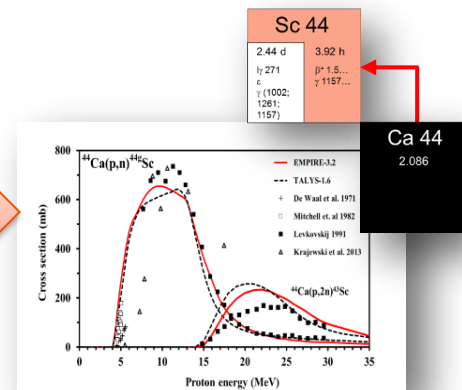 Sc 44
2.44 d 3.92 h
Iγ 271 β⁺ 1.5...
ε γ 1157...
γ (1002;
1261;
1157)
Ca 44
2.086
⁴⁴Ca(p,n)⁴⁴ᵍSc
EMPIRE-3.2
TALYS-1.6
De Waal et al. 1971
Mitchell et. al 1982
Levkovskij 1991
Krajewski et al. 2013
⁴⁴Ca(p,2n)⁴³Sc
Cross section (mb)
800
600
400
200
0
0 5 10 15 20 25 30 35
Proton energy (MeV)